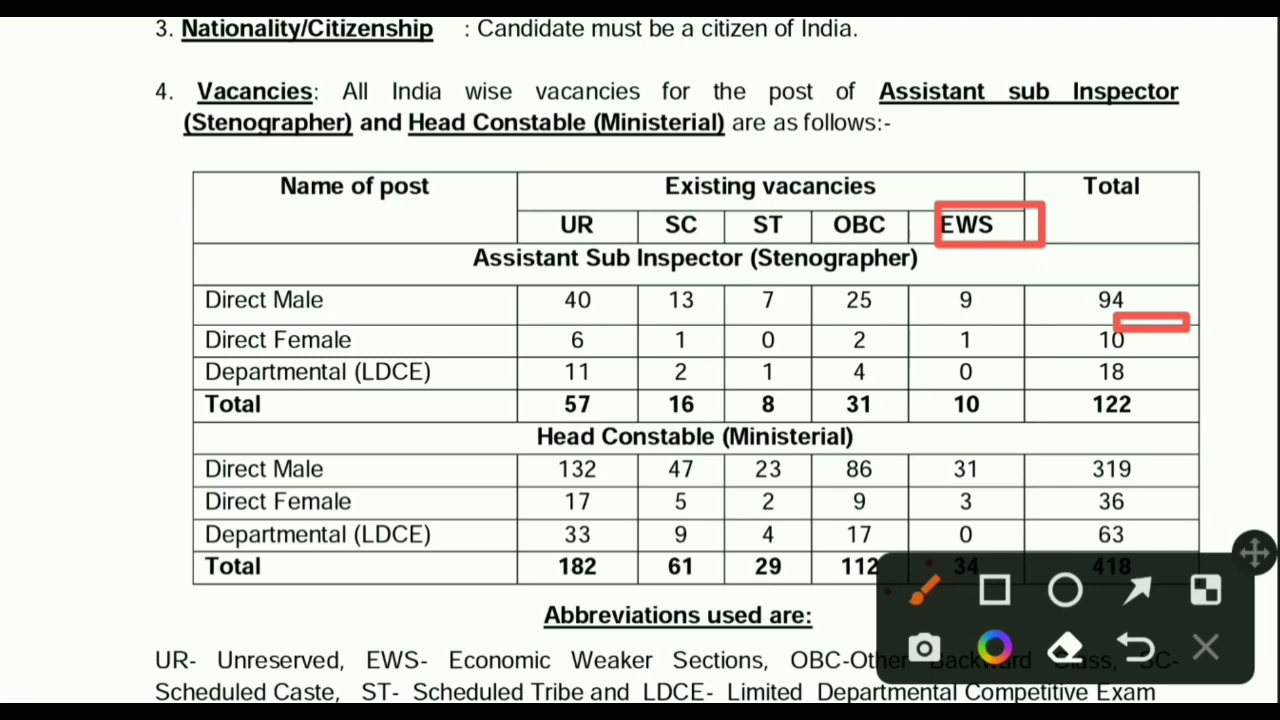 3. Nationality/Citizenship : Candidate must be a citizen of India.
4. Vacancies: All India wise vacancies for the post of Assistant sub Inspector
(Stenographer) and Head Constable (Ministerial) are as follows:-
Name of post Existing vacancies Total
UR SC ST OBC EWS
Assistant Sub Inspector (Stenographer)
Direct Male 40 13 7 25 9 94
Direct Female 6 1 0 2 1 10
Departmental (LDCE) 11 2 1 4 0 18
Total 57 16 8 31 10 122
Head Constable (Ministerial)
Direct Male 132 47 23 86 31 319
Direct Female 17 5 2 9 3 36
Departmental (LDCE) 33 9 4 17 0 63
Total 182 61 29 112 34 418
Abbreviations used are:
UR- Unreserved, EWS- Economic Weaker Sections, OBC-Other Backward Class, SC-
Scheduled Caste, ST- Scheduled Tribe and LDCE- Limited Departmental Competitive Exam